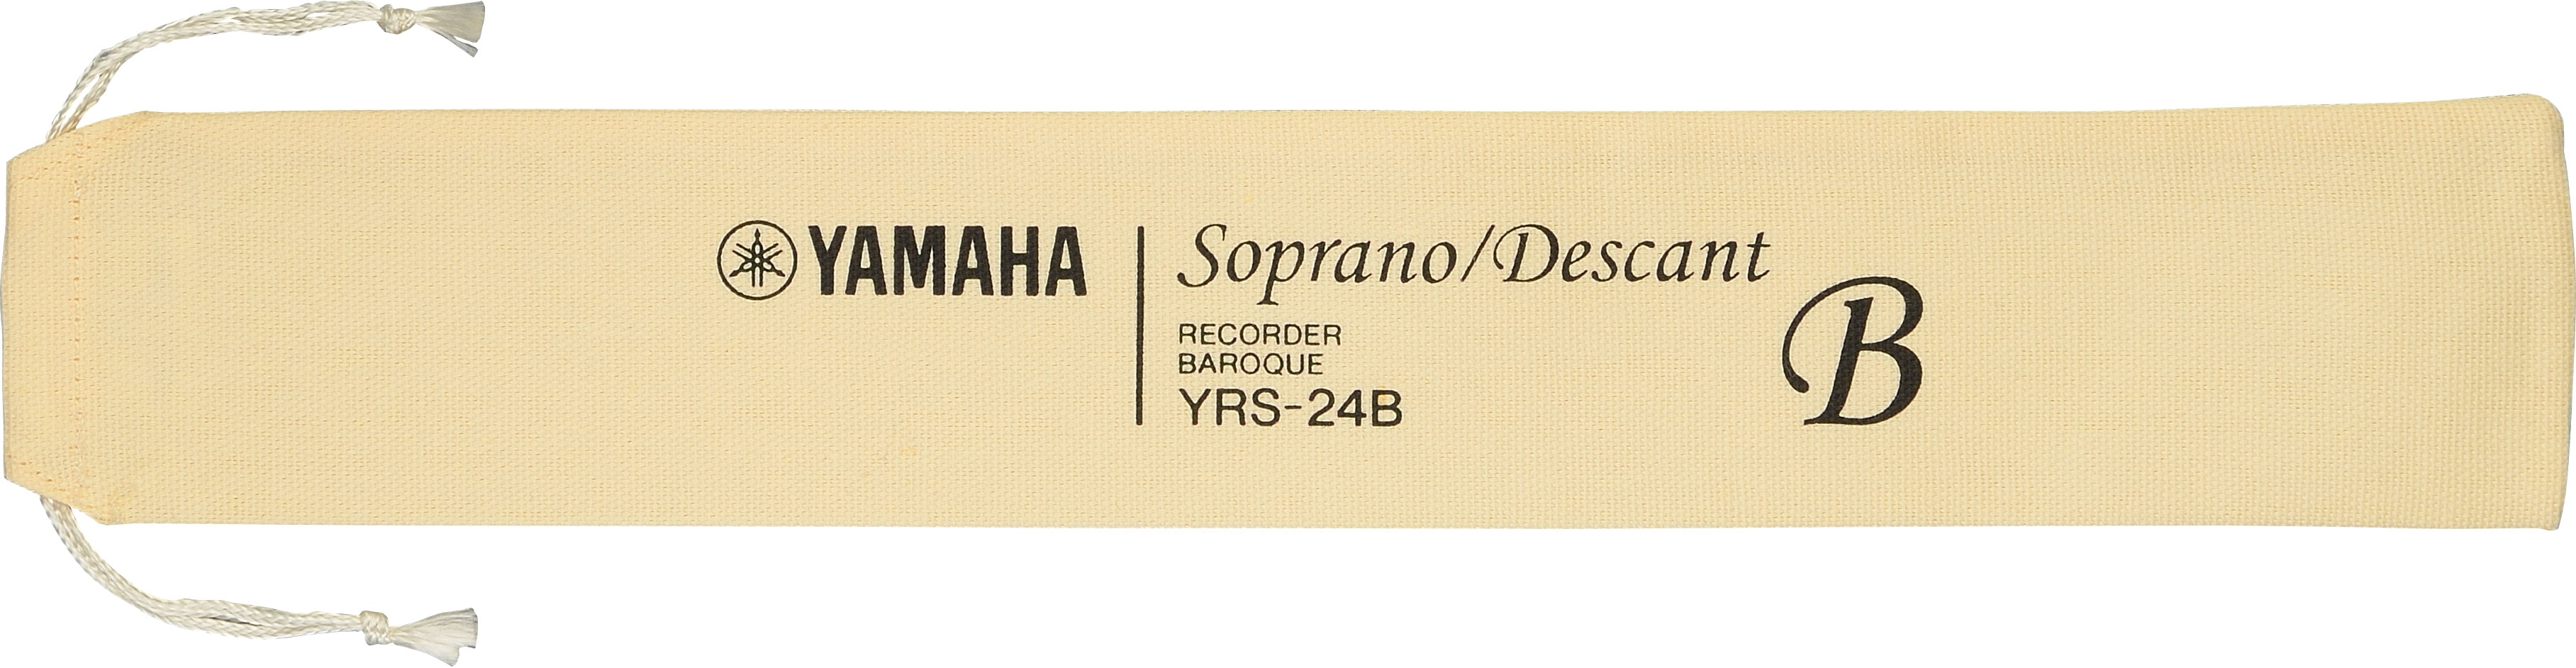 YAMAHA
Soprano/Descant
RECORDER
BAROQUE
YRS-24B
B